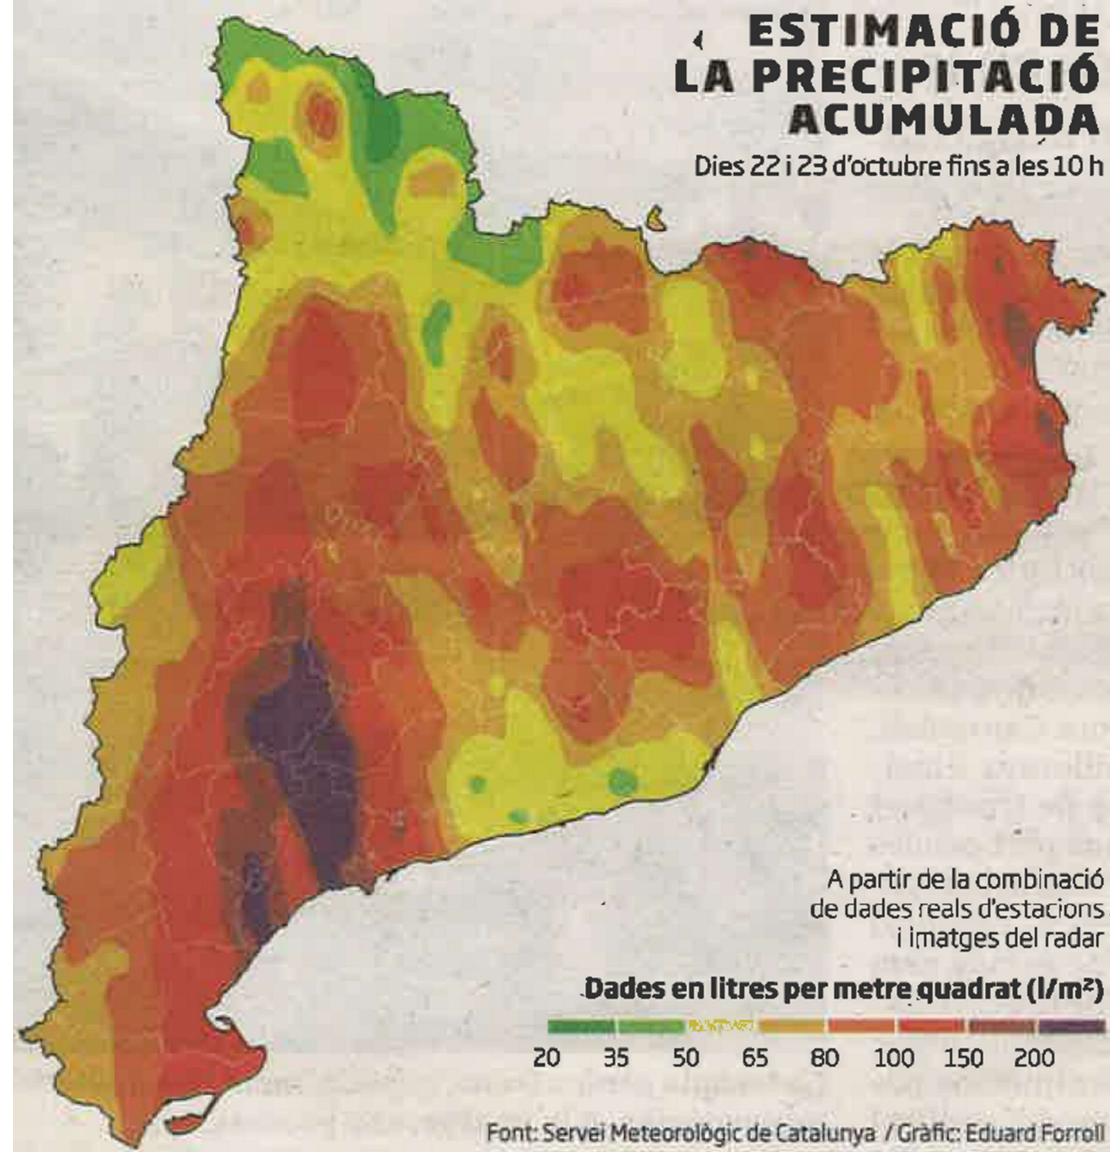 ESTIMACIÓ DE
LA PRECIPITACIÓ
ACUMULADA
Dies 22 i 23 d'octubre fins a les 10 h
A partir de la combinació
de dades reals d'estacions
i imatges del radar
Dades en litres per metre quadrat (l/m²)
20 35 50 65 80 100 150 200
Font: Servei Meteorològic de Catalunya / Gràfic: Eduard Forroll